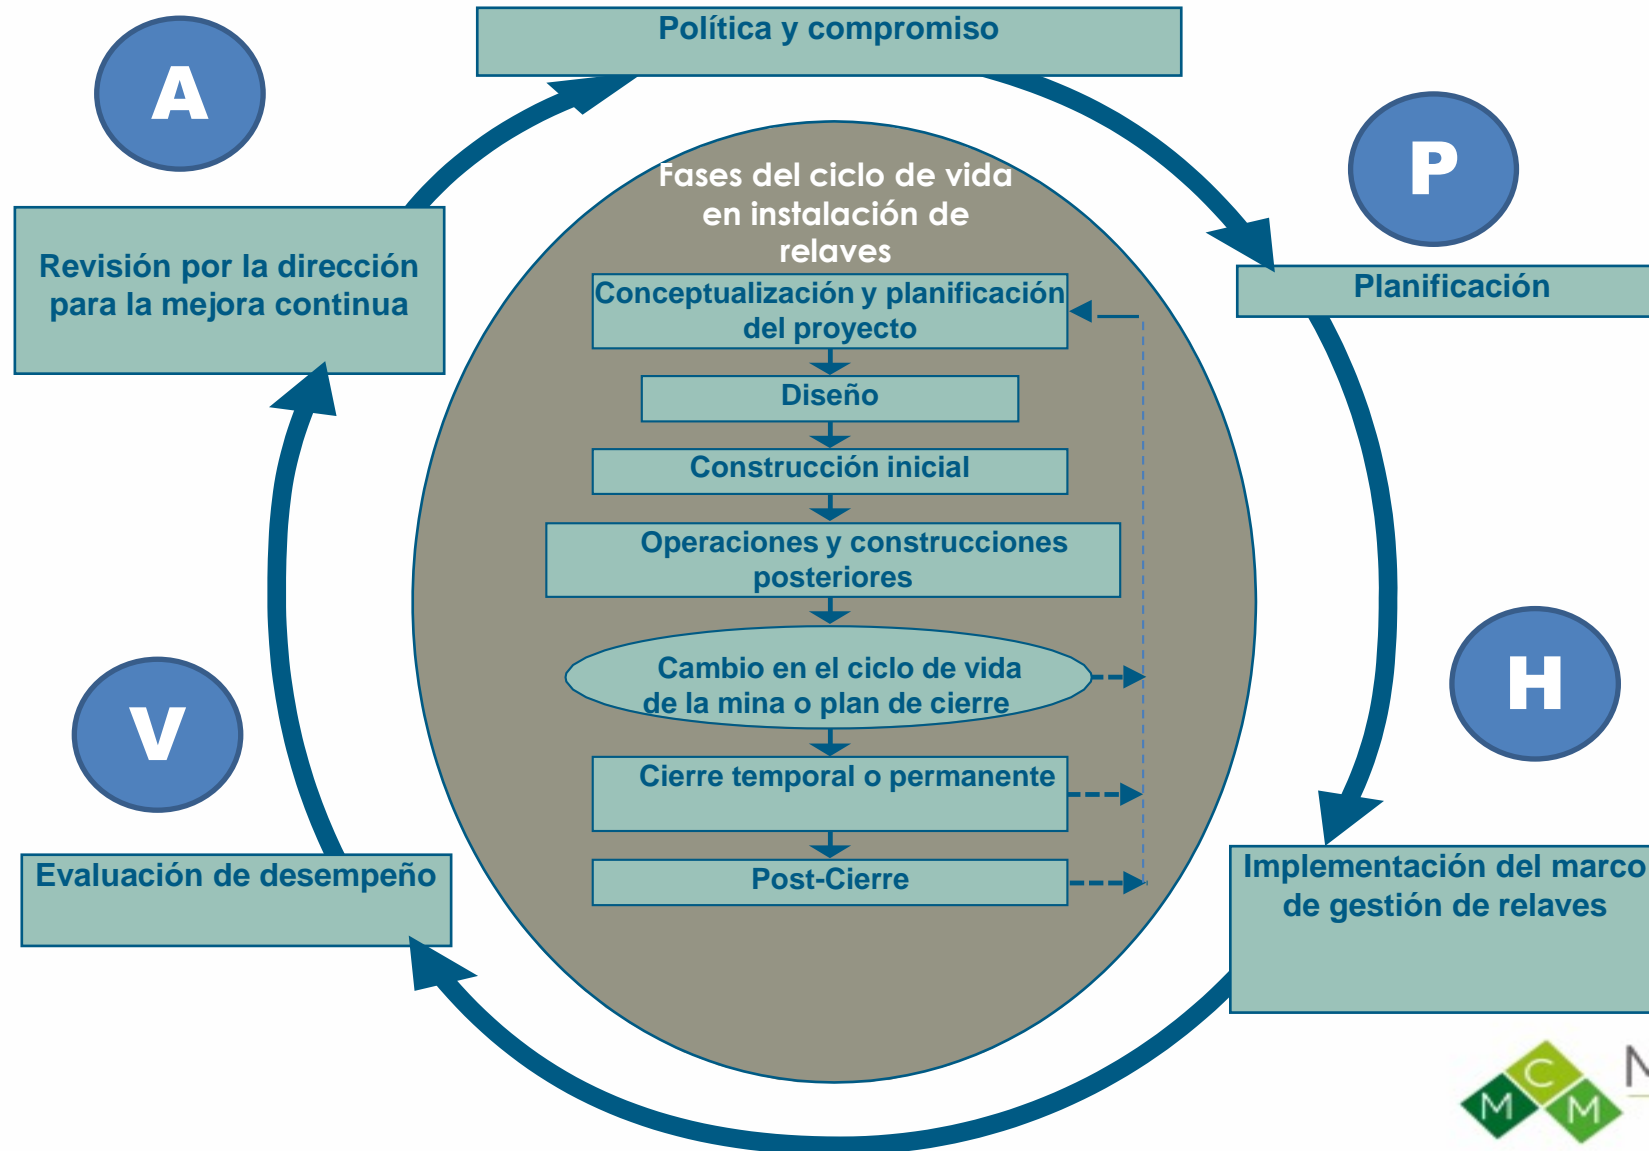 Política y compromiso
A
P
Fases del ciclo de vida
en instalación de
relaves
Revisión por la dirección
para la mejora continua
Planificación
Conceptualización y planificación
del proyecto
Diseño
Construcción inicial
Operaciones y construcciones
posteriores
Cambio en el ciclo de vida
de la mina o plan de cierre
H
V
Cierre temporal o permanente
Evaluación de desempeño
Post-Cierre
Implementación del marco
de gestión de relaves
C
M M